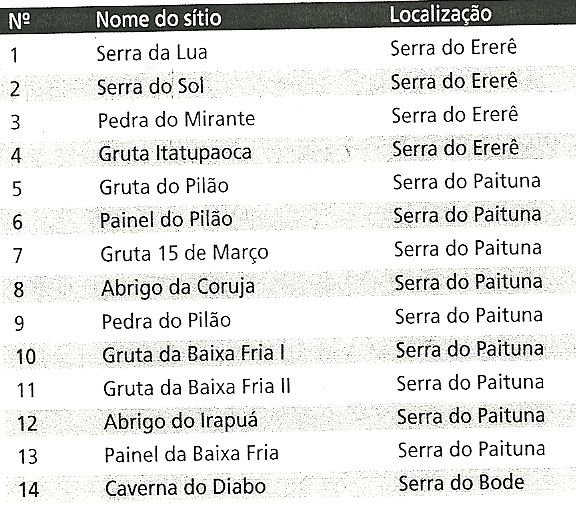 Nº Nome do sítio Localização
1 Serra da Lua Serra do Ererê
2 Serra do Sol Serra do Ererê
3 Pedra do Mirante Serra do Ererê
4 Gruta Itatupaoca Serra do Ererê
5 Gruta do Pilão Serra do Paituna
6 Painel do Pilão Serra do Paituna
7 Gruta 15 de Março Serra do Paituna
8 Abrigo da Coruja Serra do Paituna
9 Pedra do Pilão Serra do Paituna
10 Gruta da Baixa Fria I Serra do Paituna
11 Gruta da Baixa Fria II Serra do Paituna
12 Abrigo do Irapuá Serra do Paituna
13 Painel da Baixa Fria Serra do Paituna
14 Caverna do Diabo Serra do Bode